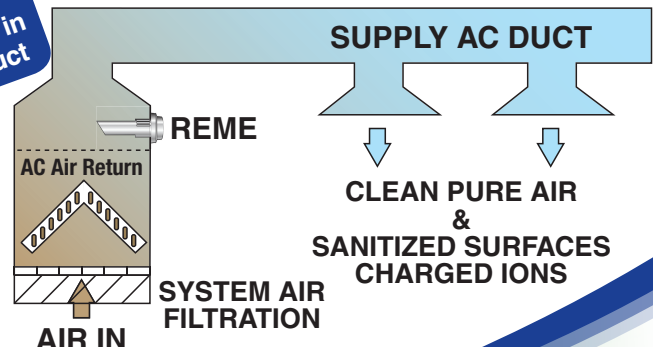 in
SUPPLY AC DUCT
REME
AC Air Return
CLEAN PURE AIR
&
SANITIZED SURFACES
CHARGED IONS
SYSTEM AIR
FILTRATION
AIR IN